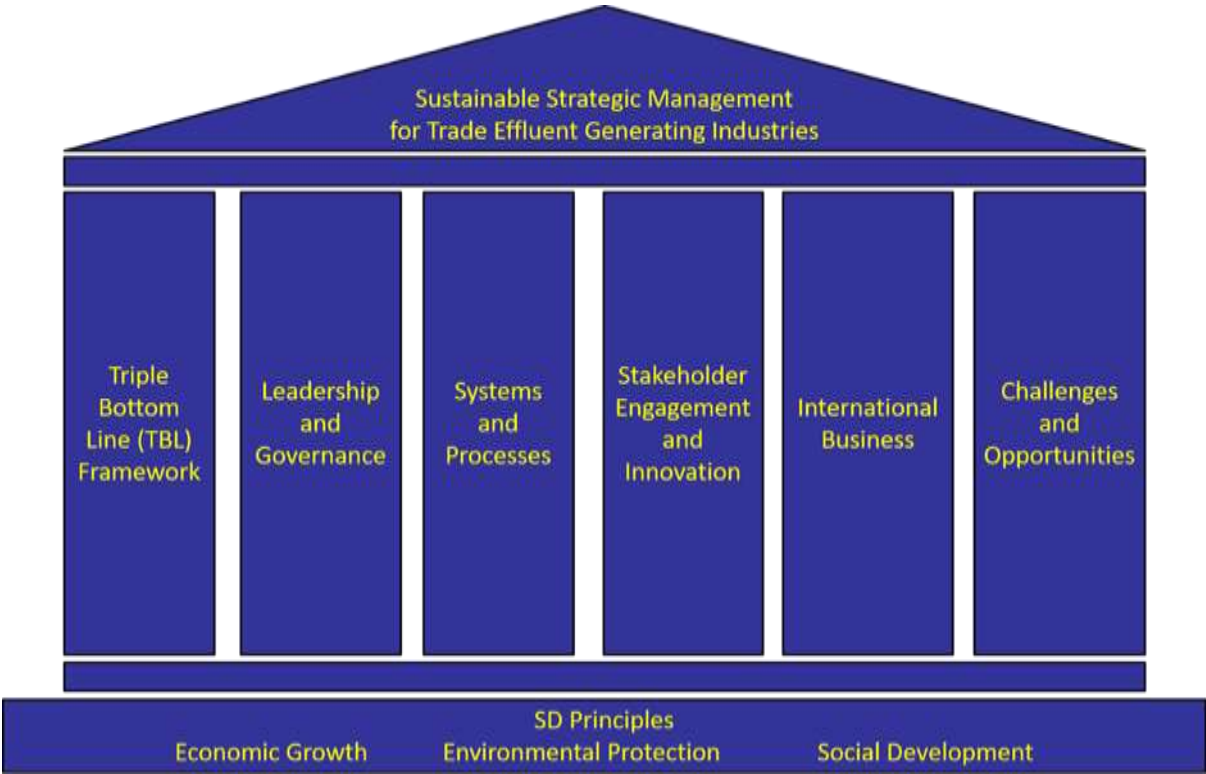 Sustainable Strategic Management
for Trade Effluent Generating Industries
Triple
Bottom
Line (TBL)
Framework
Leadership
and
Governance
Systems
and
Processes
Stakeholder
Engagement
and
Innovation
International
Business
Challenges
and
Opportunities
SD Principles
Economic Growth Environmental Protection Social Development